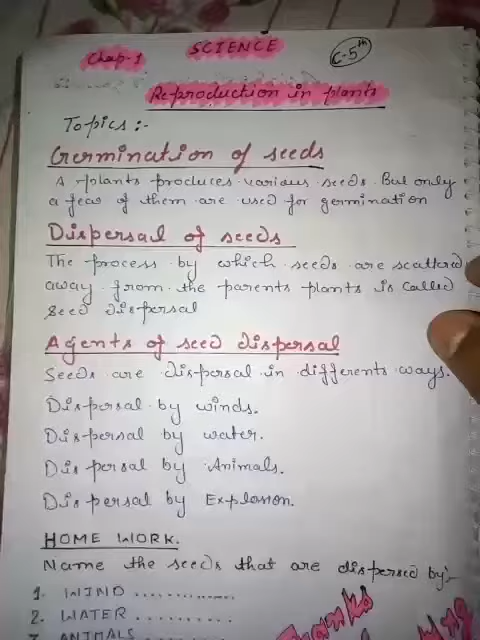 SCIENCE
Chap-1
C-5th
Reproduction in plants
Topics :-
Germination of seeds
A plants produces various seeds. But only
a few of them are used for germination
Dispersal of seeds
The process by which seeds are scattered
away from the parents plants is called
seed dispersal
Agents of seed dispersal
Seeds are dispersal in differents ways.
Dispersal by winds.
Dispersal by water.
Dispersal by Animals.
Dispersal by Explosion.
HOME WORK.
Name the seeds that are dispersed by:-
1. WIND ............
2. WATER ..........
3. ANIMALS
Thanks